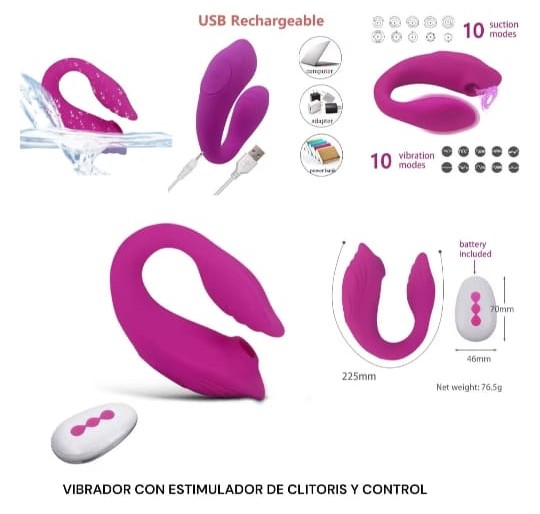 USB Rechargeable
computer
adapter
power bank
10 suction
modes
10 vibration
modes
battery
included
70mm
46mm
225mm
Net weight: 76.5g
VIBRADOR CON ESTIMULADOR DE CLITORIS Y CONTROL